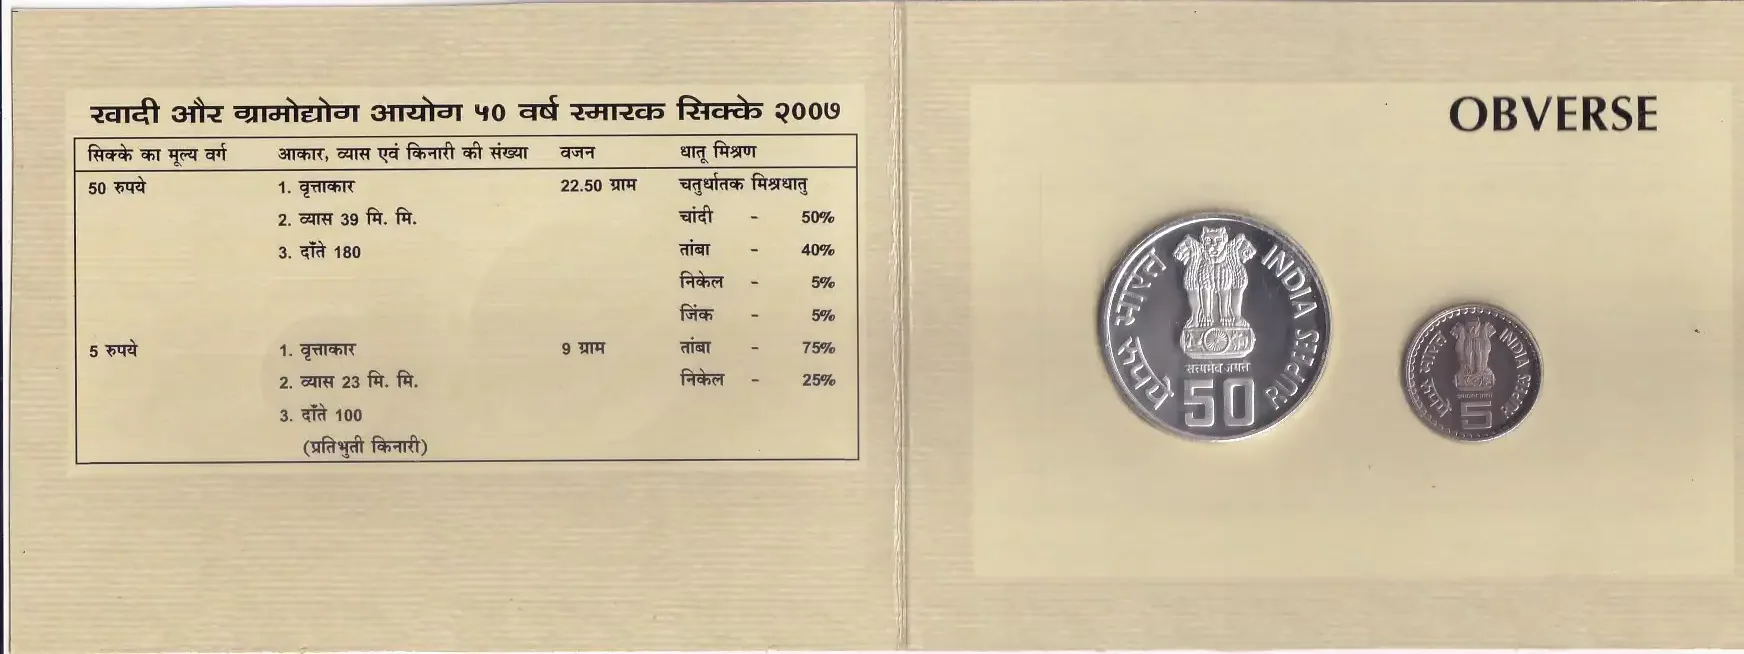 खादी और ग्रामोद्योग आयोग ५० वर्ष स्मारक सिक्के २००७
सिक्के का मूल्य वर्ग आकार, व्यास एवं किनारी की संख्या वजन धातू मिश्रण
50 रुपये 1. वृत्ताकार 22.50 ग्राम चतुर्धातक मिश्रधातु
2. व्यास 39 मि. मि. चांदी - 50%
3. दाँते 180 तांबा - 40%
निकेल - 5%
जिंक - 5%
5 रुपये 1. वृत्ताकार 9 ग्राम तांबा - 75%
2. व्यास 23 मि. मि. निकेल - 25%
3. दाँते 100
(प्रतिभुती किनारी)
OBVERSE
भारत INDIA
रुपये RUPEES
सत्यमेव जयते
50
भारत INDIA
रुपये RUPEES
5